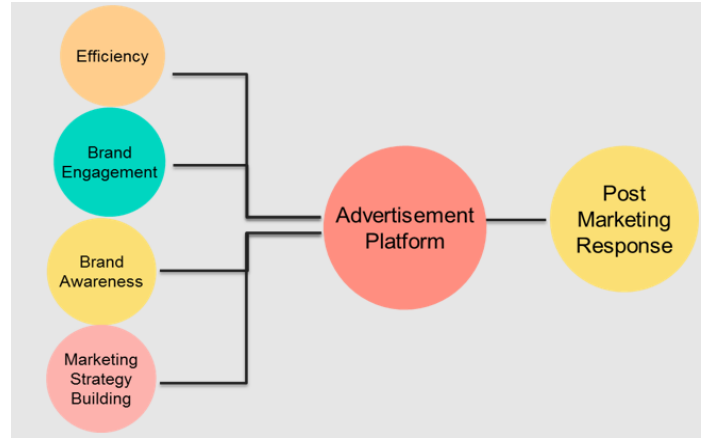 Efficiency
Brand
Engagement
Brand
Awareness
Marketing
Strategy
Building
Advertisement
Platform
Post
Marketing
Response